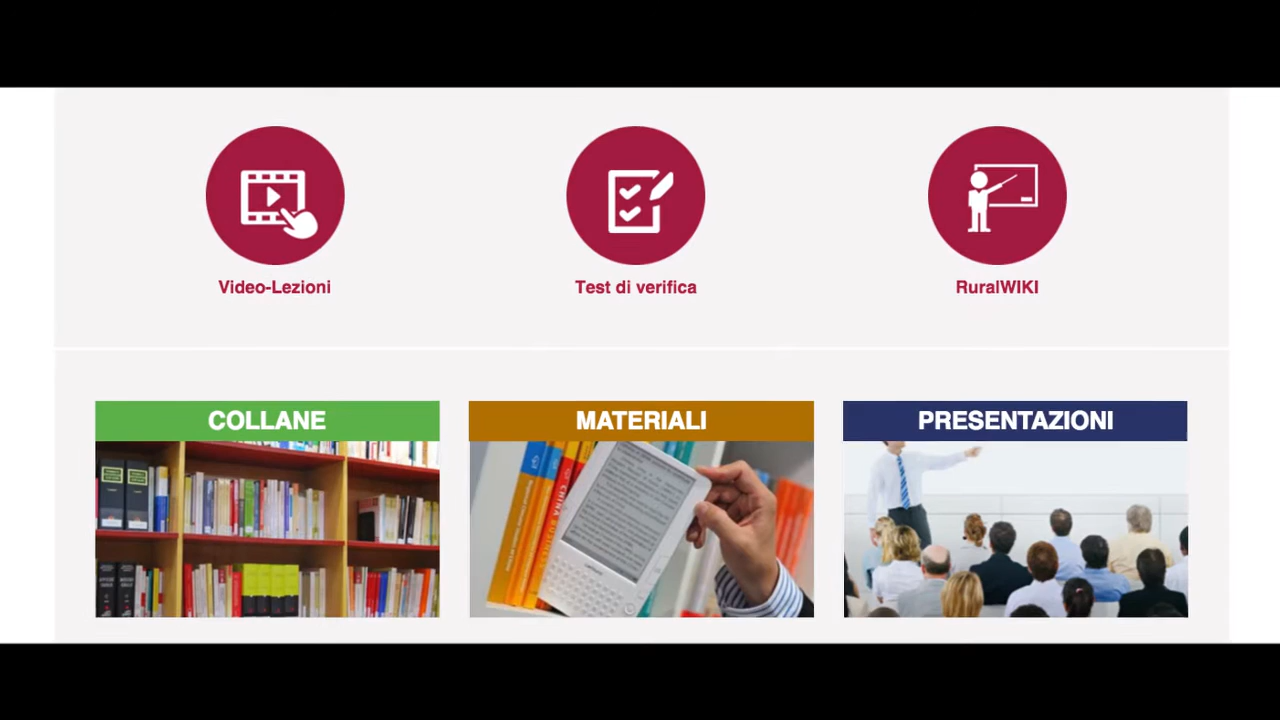 Video-Lezioni
Test di verifica
RuralWIKI
COLLANE
MATERIALI
PRESENTAZIONI